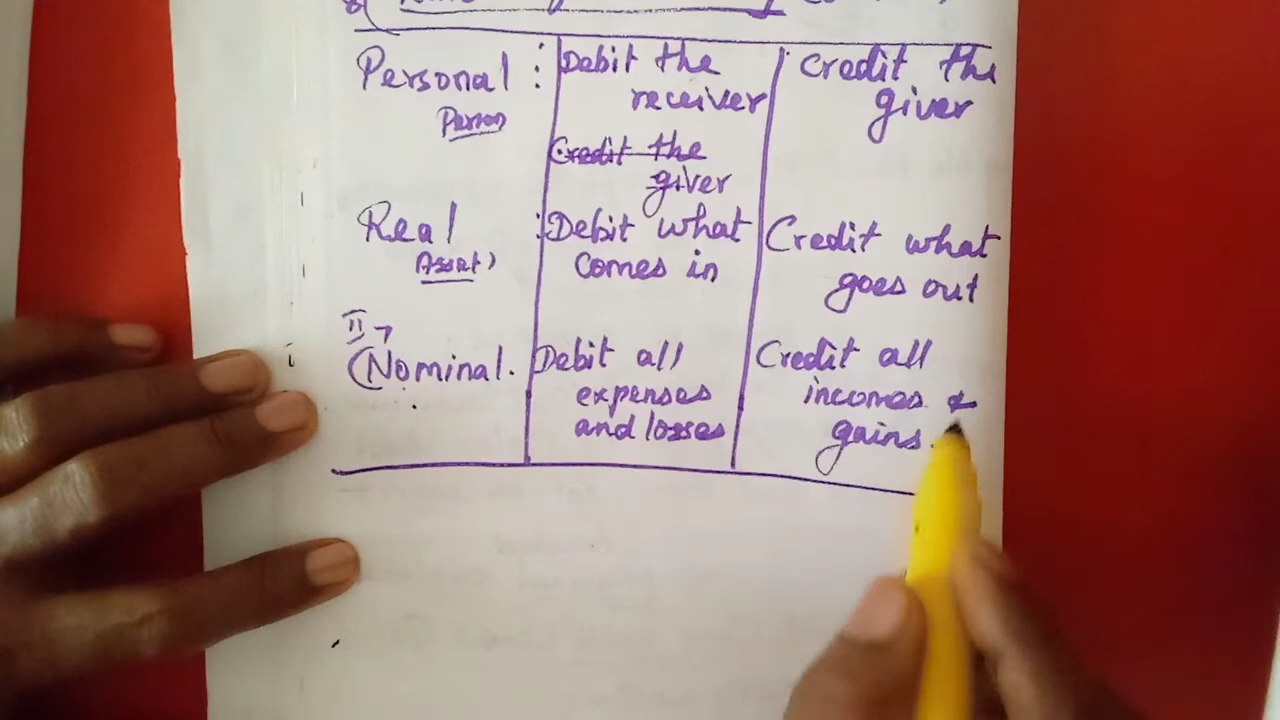 Personal : Debit the Credit the
receiver giver
Person
Credit the
giver
Real : Debit what Credit what
Asset) comes in goes out
II
(Nominal. Debit all Credit all
expenses incomes &
and losses gains.